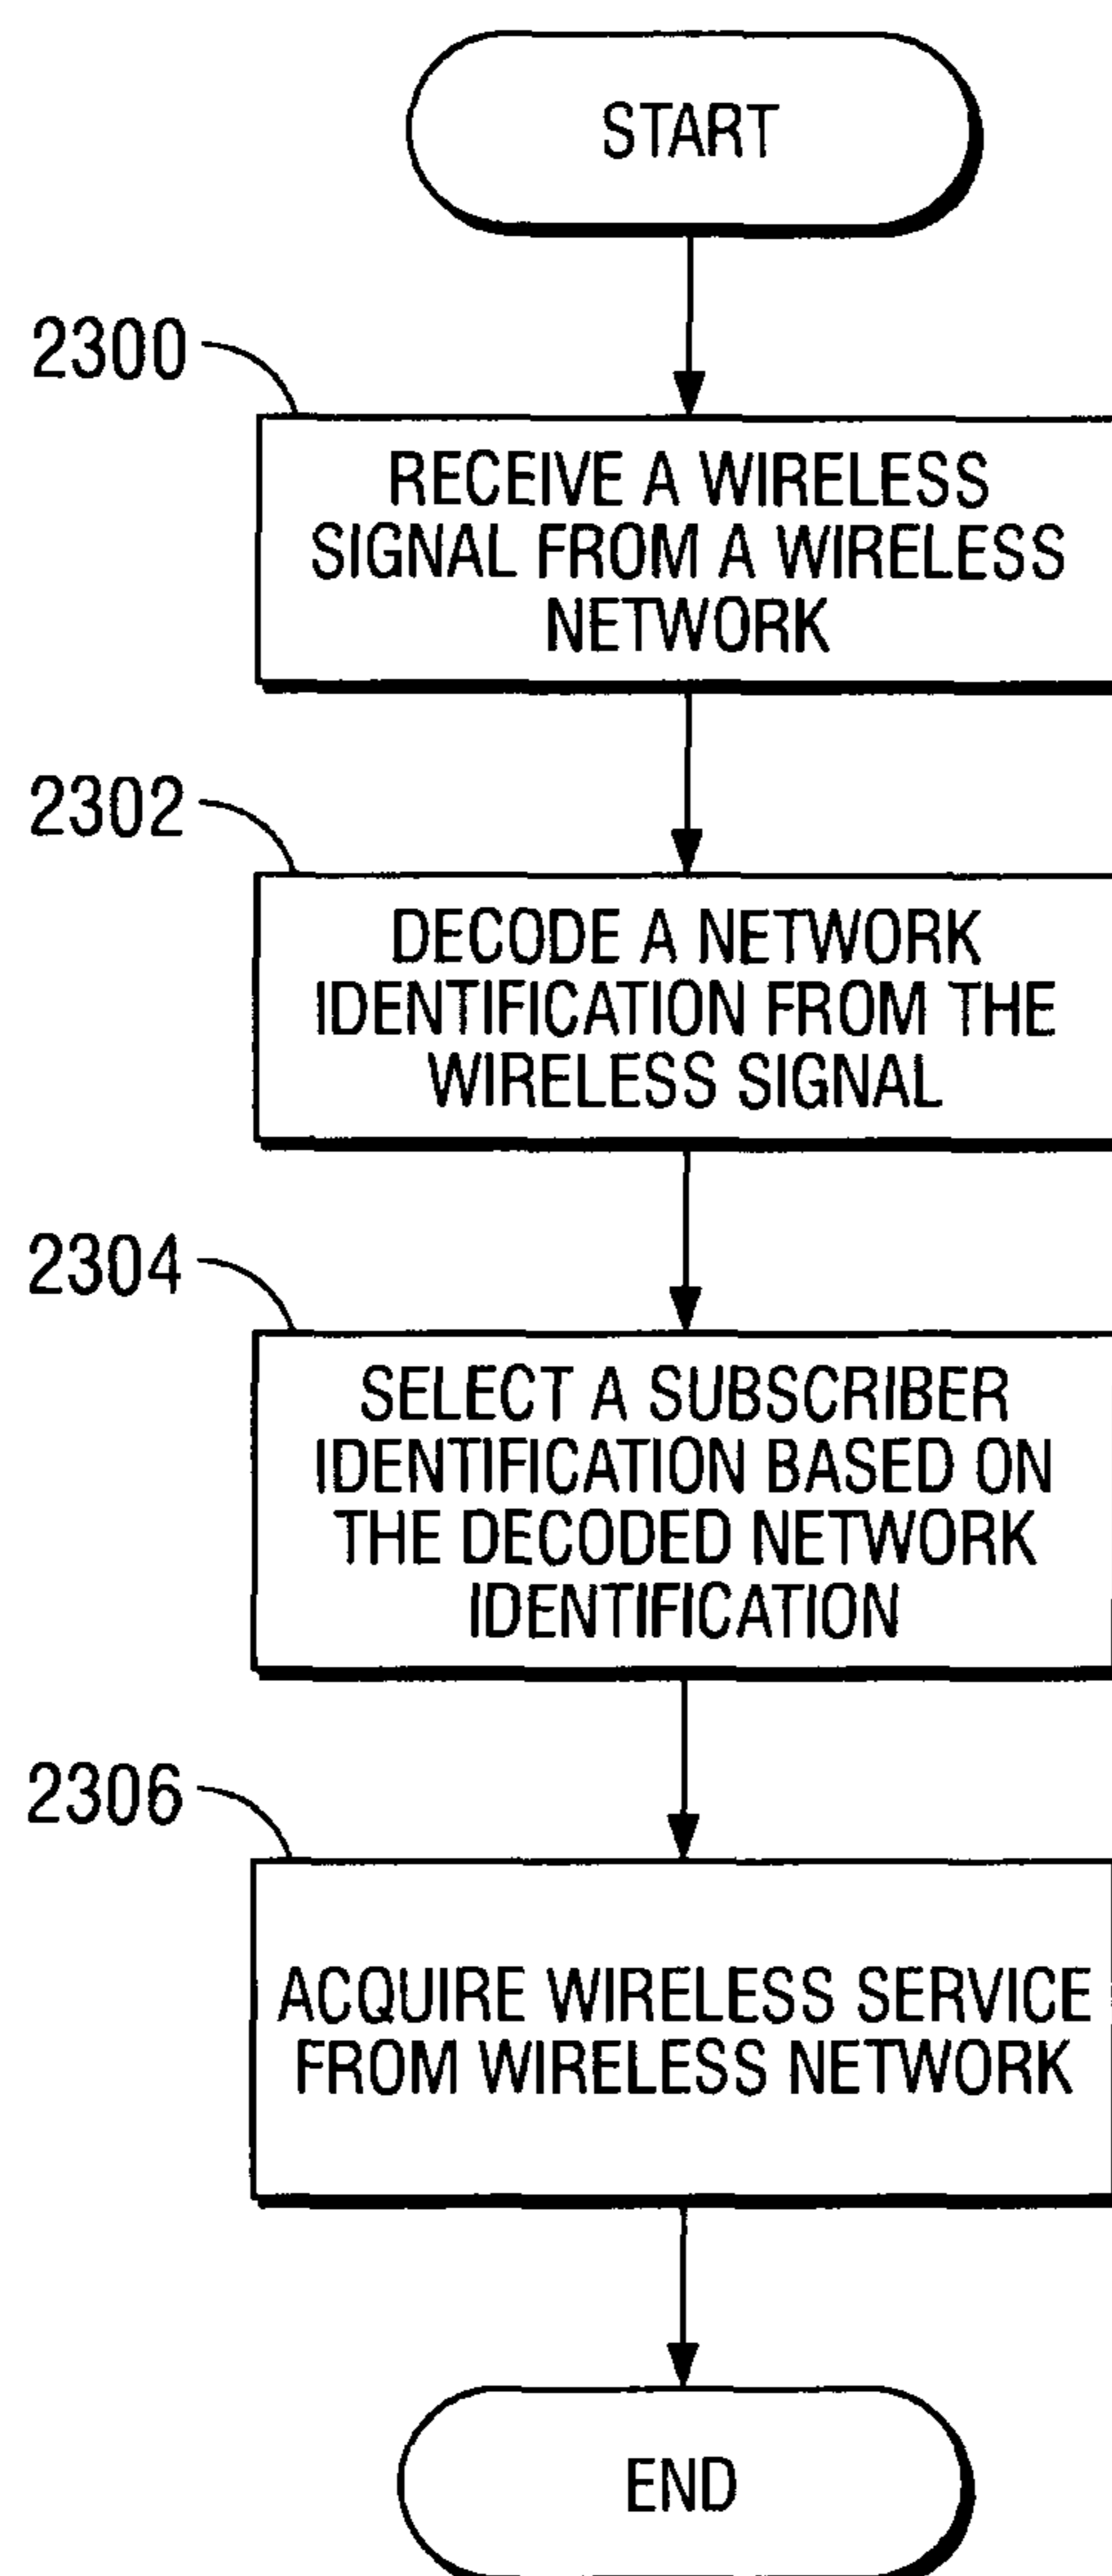 START
2300
RECEIVE A WIRELESS
SIGNAL FROM A WIRELESS
NETWORK
2302
DECODE A NETWORK
IDENTIFICATION FROM THE
WIRELESS SIGNAL
2304
SELECT A SUBSCRIBER
IDENTIFICATION BASED ON
THE DECODED NETWORK
IDENTIFICATION
2306
ACQUIRE WIRELESS SERVICE
FROM WIRELESS NETWORK
END